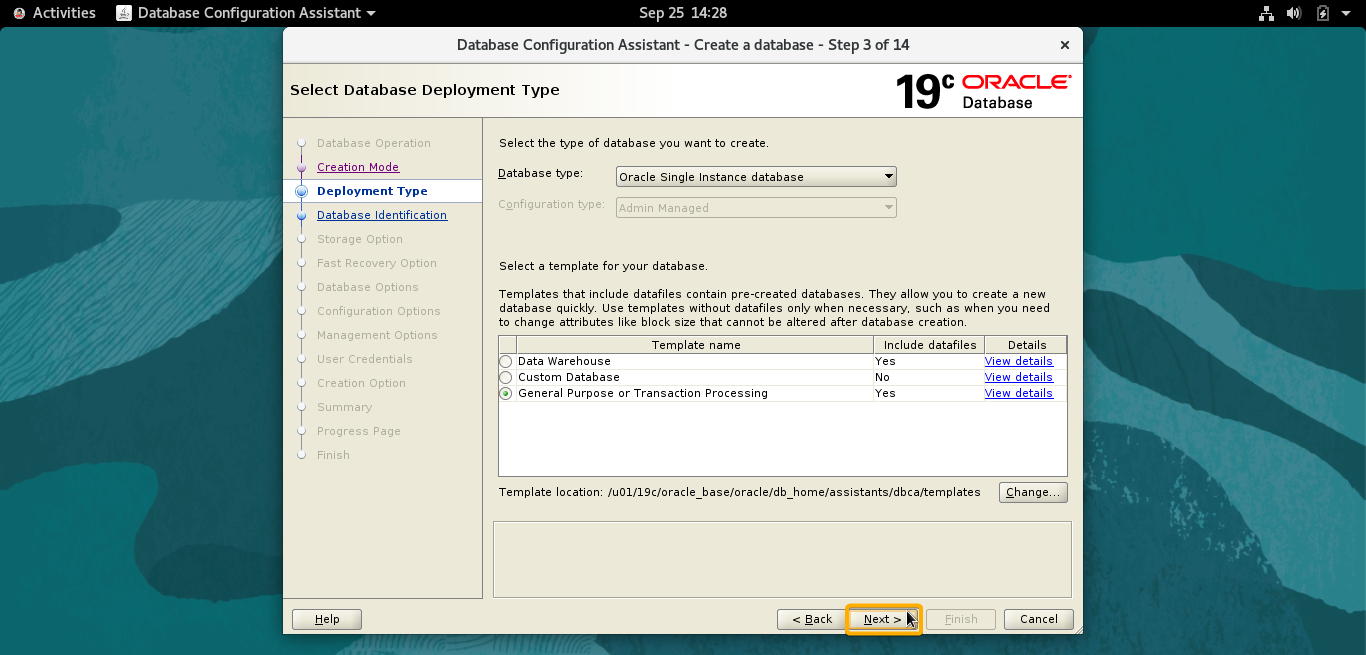 Activities Database Configuration Assistant Sep 25 14:28
Database Configuration Assistant - Create a database - Step 3 of 14
Select Database Deployment Type
19c ORACLE
Database
Database Operation
Creation Mode
Deployment Type
Database Identification
Storage Option
Fast Recovery Option
Database Options
Configuration Options
Management Options
User Credentials
Creation Option
Summary
Progress Page
Finish
Select the type of database you want to create.
Database type: Oracle Single Instance database
Configuration type: Admin Managed
Select a template for your database.
Templates that include datafiles contain pre-created databases. They allow you to create a new
database quickly. Use templates without datafiles only when necessary, such as when you need
to change attributes like block size that cannot be altered after database creation.
Template name Include datafiles Details
Data Warehouse Yes View details
Custom Database No View details
General Purpose or Transaction Processing Yes View details
Template location: /u01/19c/oracle_base/oracle/db_home/assistants/dbca/templates Change...
Help < Back Next > Finish Cancel